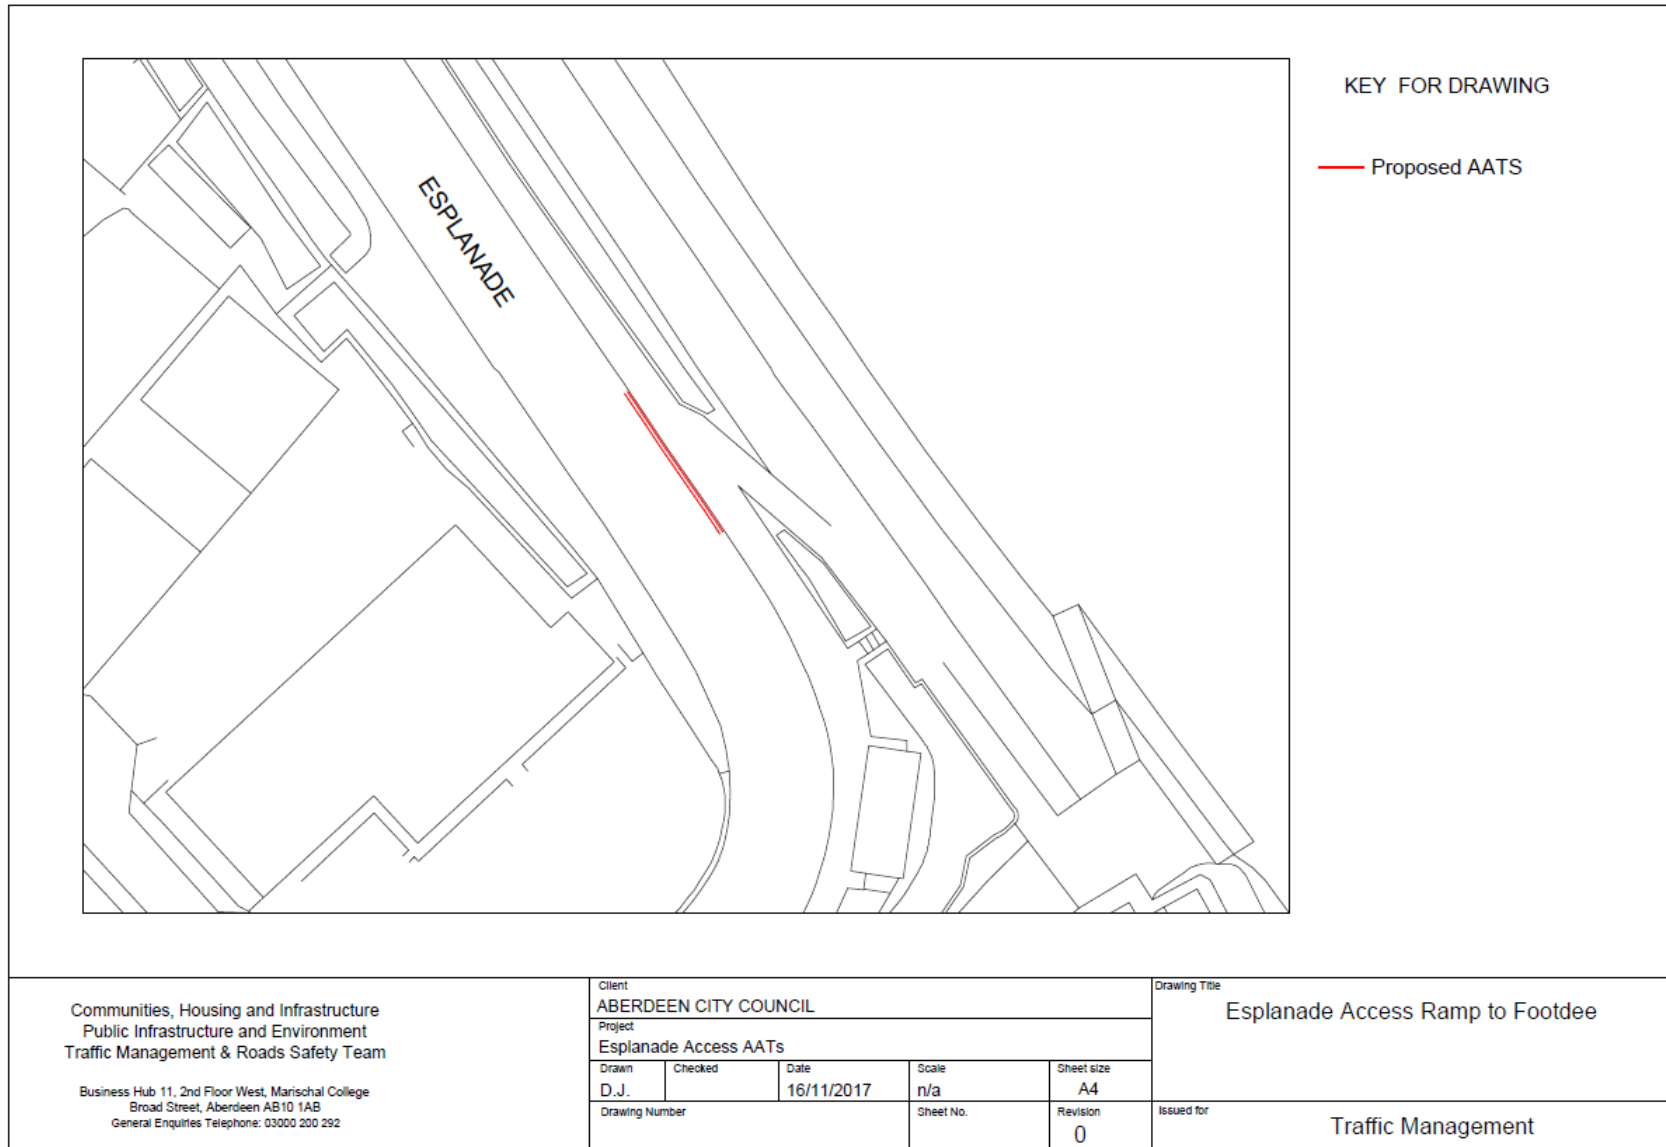 ESPLANADE
KEY FOR DRAWING
Proposed AATS
Communities, Housing and Infrastructure
Public Infrastructure and Environment
Traffic Management & Roads Safety Team
Business Hub 11, 2nd Floor West, Marischal College
Broad Street, Aberdeen AB10 1AB
General Enquiries Telephone: 03000 200 292
Client
ABERDEEN CITY COUNCIL
Project
Esplanade Access AATs
Drawn
D.J.
Checked
Date
16/11/2017
Scale
n/a
Sheet size
A4
Drawing Number
Sheet No.
Revision
0
Drawing Title
Esplanade Access Ramp to Footdee
Issued for
Traffic Management